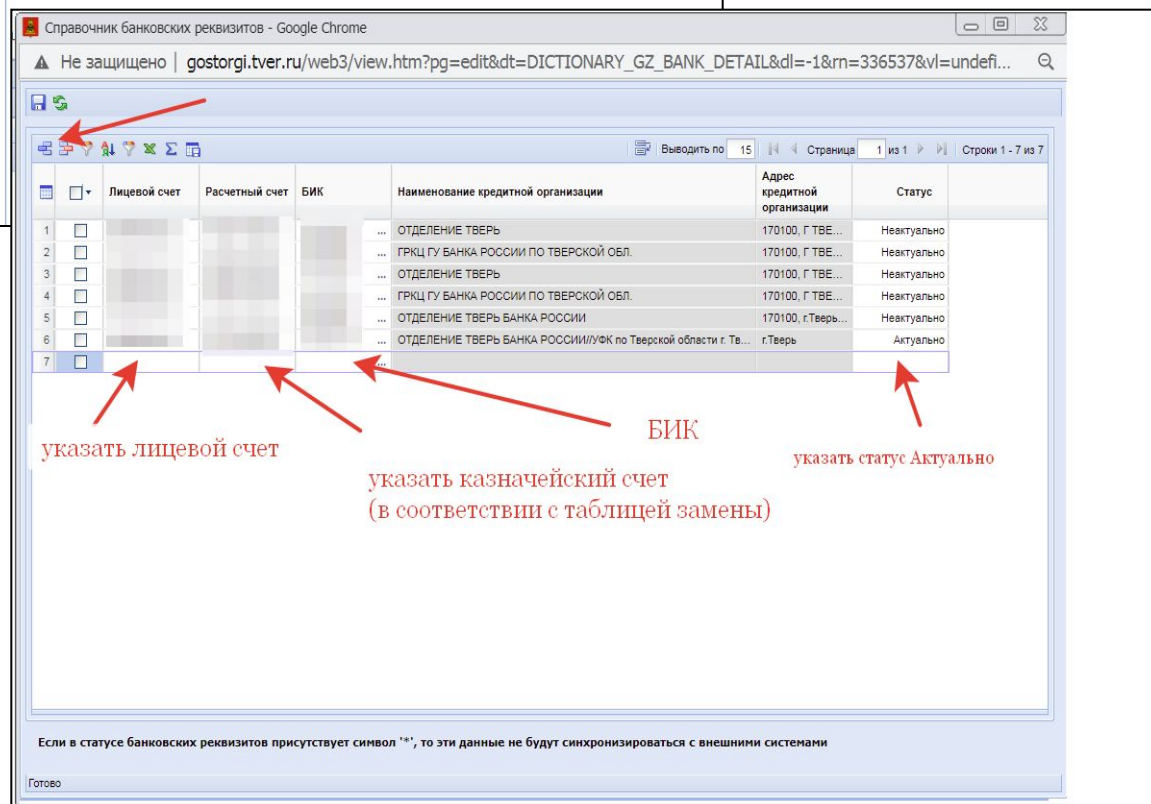 Справочник банковских реквизитов - Google Chrome
Не защищено | gostorgi.tver.ru/web3/view.htm?pg=edit&dt=DICTIONARY_GZ_BANK_DETAIL&dl=-1&rn=336537&vl=undefi...
Выводить по 15 Страница 1 из 1 Строки 1 - 7 из 7
Лицевой счет Расчетный счет БИК Наименование кредитной организации Адрес кредитной организации Статус
1 ... ОТДЕЛЕНИЕ ТВЕРЬ 170100, Г ТВЕ... Неактуально
2 ... ГРКЦ ГУ БАНКА РОССИИ ПО ТВЕРСКОЙ ОБЛ. 170100, Г ТВЕ... Неактуально
3 ... ОТДЕЛЕНИЕ ТВЕРЬ 170100, Г ТВЕ... Неактуально
4 ... ГРКЦ ГУ БАНКА РОССИИ ПО ТВЕРСКОЙ ОБЛ. 170100, Г ТВЕ... Неактуально
5 ... ОТДЕЛЕНИЕ ТВЕРЬ БАНКА РОССИИ 170100, г.Тверь... Неактуально
6 ... ОТДЕЛЕНИЕ ТВЕРЬ БАНКА РОССИИ//УФК по Тверской области г. Тв... г.Тверь Актуально
7 ...
указать лицевой счет
БИК
указать статус Актуально
указать казначейский счет
(в соответствии с таблицей замены)
Если в статусе банковских реквизитов присутствует символ '*', то эти данные не будут синхронизироваться с внешними системами
Готово